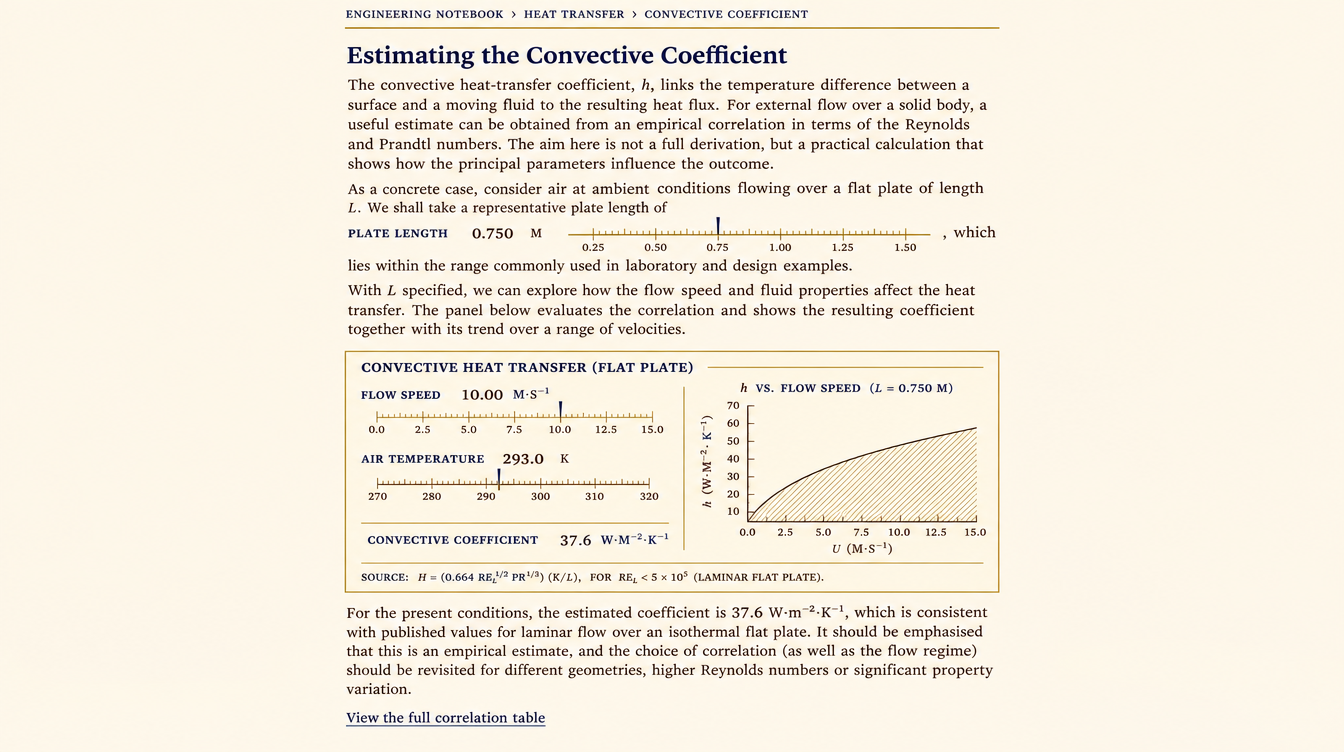 ENGINEERING NOTEBOOK › HEAT TRANSFER › CONVECTIVE COEFFICIENT
Estimating the Convective Coefficient
The convective heat-transfer coefficient, h, links the temperature difference between a
surface and a moving fluid to the resulting heat flux. For external flow over a solid body, a
useful estimate can be obtained from an empirical correlation in terms of the Reynolds
and Prandtl numbers. The aim here is not a full derivation, but a practical calculation that
shows how the principal parameters influence the outcome.
As a concrete case, consider air at ambient conditions flowing over a flat plate of length
L. We shall take a representative plate length of
PLATE LENGTH 0.750 M , which
0.25 0.50 0.75 1.00 1.25 1.50
lies within the range commonly used in laboratory and design examples.
With L specified, we can explore how the flow speed and fluid properties affect the heat
transfer. The panel below evaluates the correlation and shows the resulting coefficient
together with its trend over a range of velocities.
CONVECTIVE HEAT TRANSFER (FLAT PLATE)
FLOW SPEED 10.00 M·S⁻¹
0.0 2.5 5.0 7.5 10.0 12.5 15.0
AIR TEMPERATURE 293.0 K
270 280 290 300 310 320
CONVECTIVE COEFFICIENT 37.6 W·M⁻²·K⁻¹
h VS. FLOW SPEED (L = 0.750 M)
h (W·M⁻²·K⁻¹)
70
60
50
40
30
20
10
0.0 2.5 5.0 7.5 10.0 12.5 15.0
U (M·S⁻¹)
SOURCE: H = (0.664 RE_L^1/2 PR^1/3) (K/L), FOR RE_L < 5 × 10⁵ (LAMINAR FLAT PLATE).
For the present conditions, the estimated coefficient is 37.6 W·m⁻²·K⁻¹, which is consistent
with published values for laminar flow over an isothermal flat plate. It should be emphasised
that this is an empirical estimate, and the choice of correlation (as well as the flow regime)
should be revisited for different geometries, higher Reynolds numbers or significant property
variation.
View the full correlation table